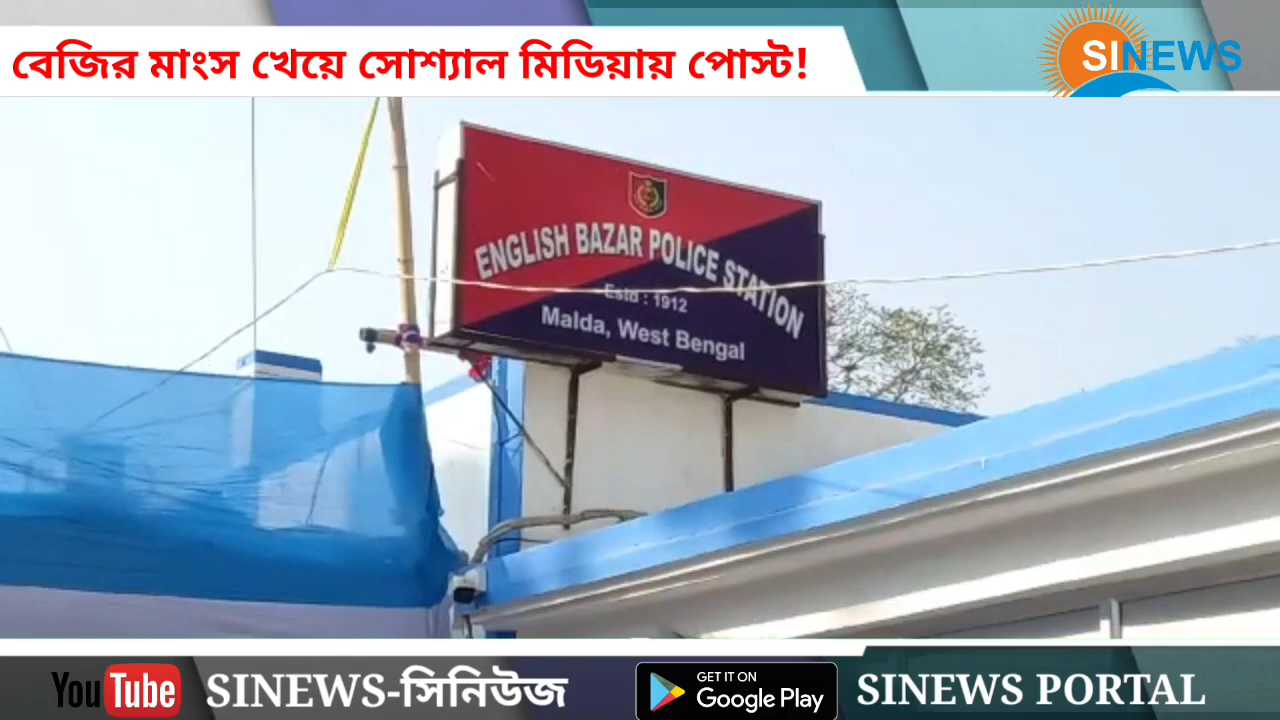 বেজির মাংস খেয়ে সোশ্যাল মিডিয়ায় পোস্ট!
SINEWS
ENGLISH BAZAR POLICE STATION
Estd : 1912
Malda, West Bengal
YouTube SINEWS-সিনিউজ
GET IT ON
Google Play
SINEWS PORTAL